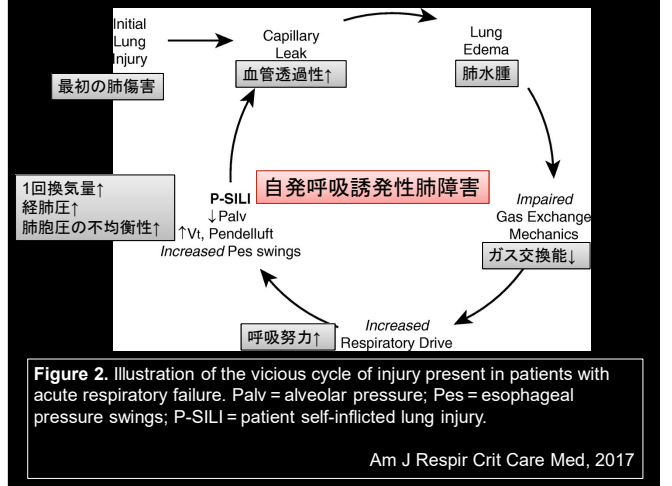 Initial
Lung
Injury
最初の肺傷害
Capillary
Leak
血管透過性↑
Lung
Edema
肺水腫
自発呼吸誘発性肺障害
1回換気量↑
経肺圧↑
肺胞圧の不均衡性↑
P-SILI
↓Palv
↑Vt, Pendelluft
Increased Pes swings
Impaired
Gas Exchange
Mechanics
ガス交換能↓
呼吸努力↑
Increased
Respiratory Drive
Figure 2. Illustration of the vicious cycle of injury present in patients with
acute respiratory failure. Palv = alveolar pressure; Pes = esophageal
pressure swings; P-SILI = patient self-inflicted lung injury.
Am J Respir Crit Care Med, 2017